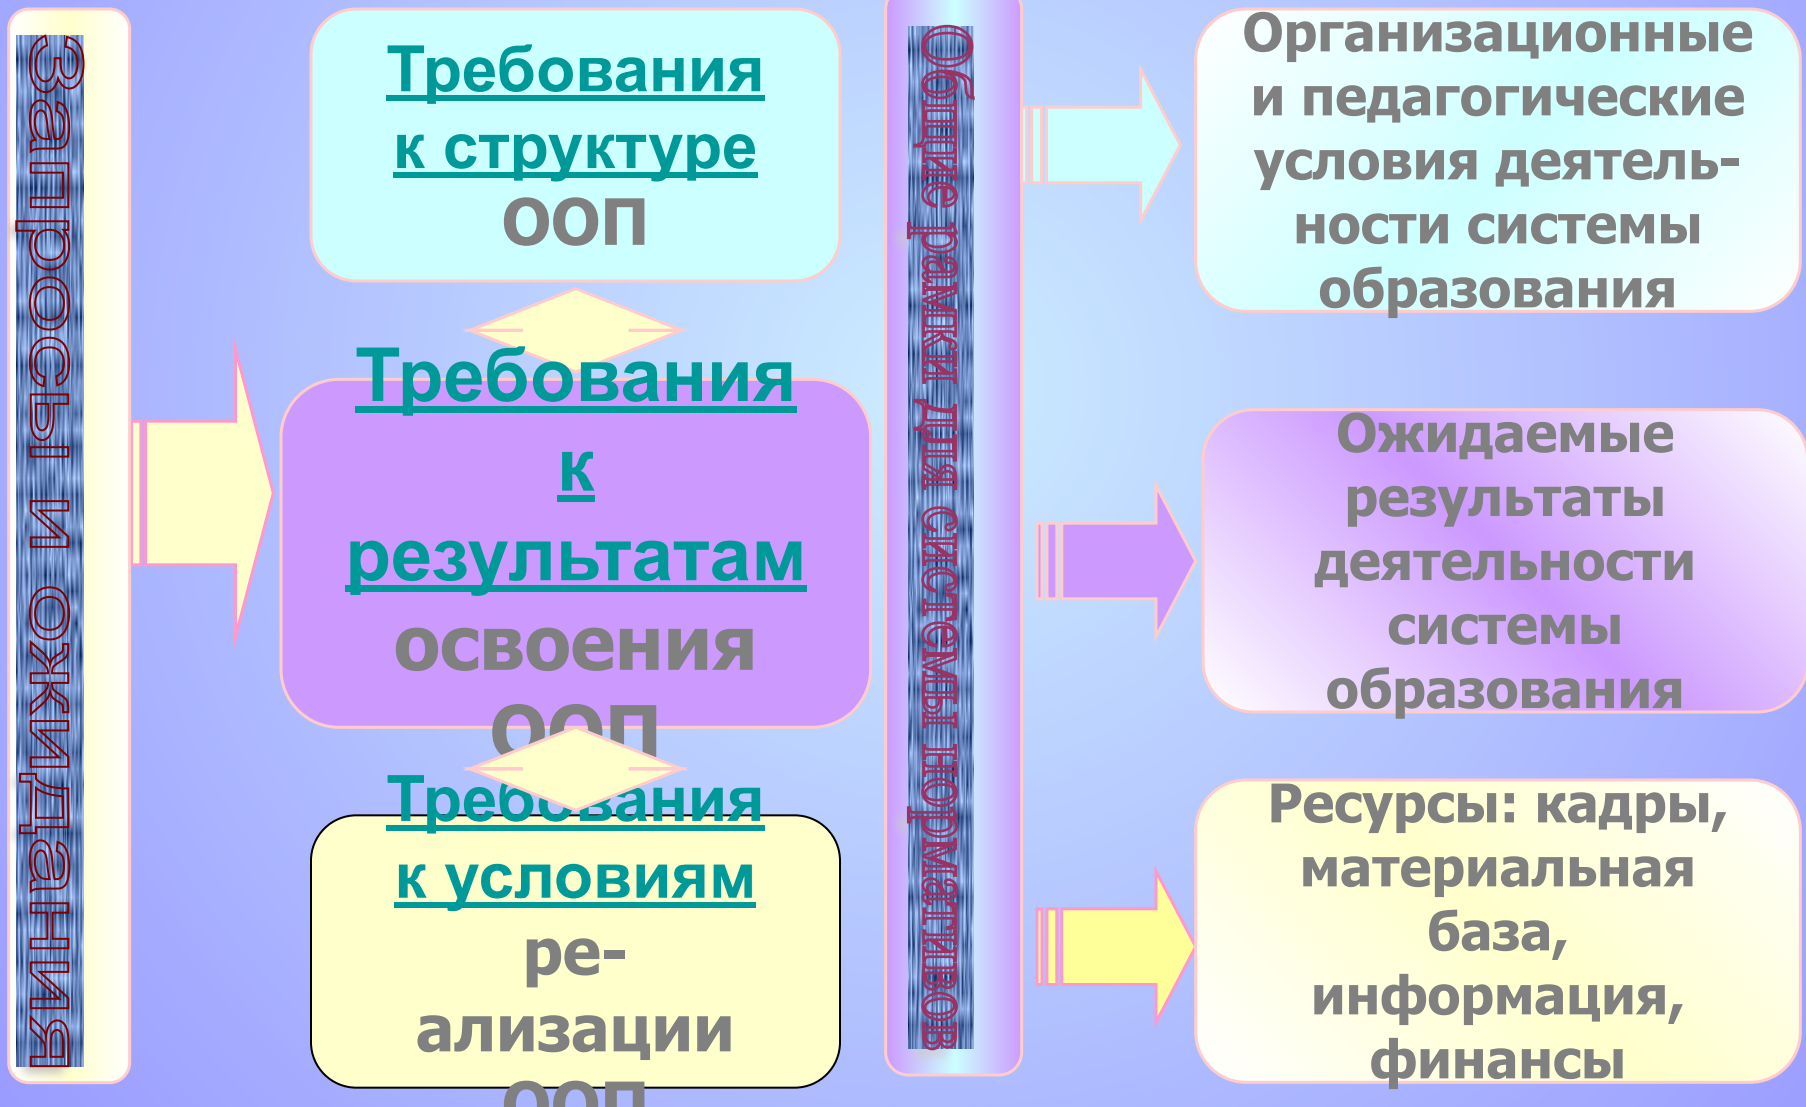 Запросы и ожидания
Требования
к структуре
ООП
Требования
к
результатам
освоения
ООП
Требования
к условиям
ре-
ализации
ООП
Общие рамки для системы нормативов
Организационные
и педагогические
условия деятель-
ности системы
образования
Ожидаемые
результаты
деятельности
системы
образования
Ресурсы: кадры,
материальная
база,
информация,
финансы